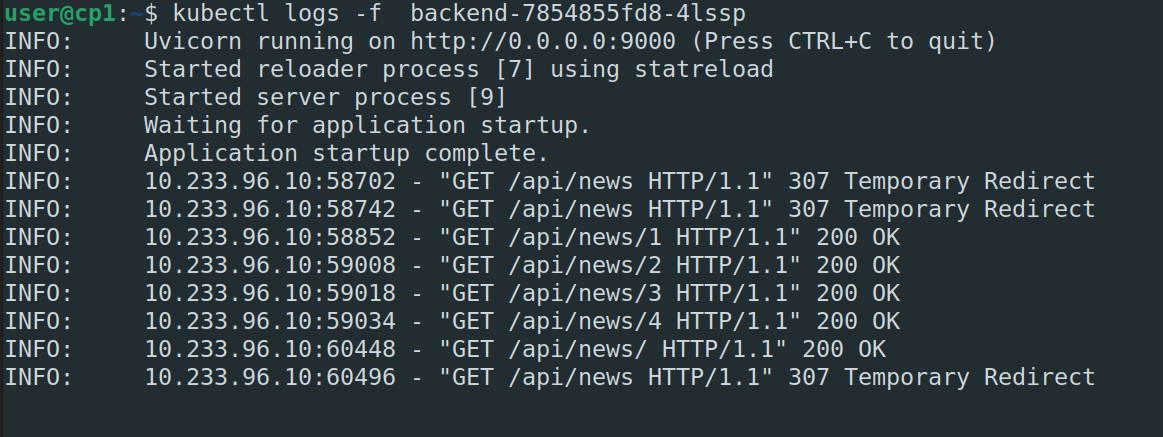 user@cp1:~$ kubectl logs -f  backend-7854855fd8-4lssp
INFO:     Uvicorn running on http://0.0.0.0:9000 (Press CTRL+C to quit)
INFO:     Started reloader process [7] using statreload
INFO:     Started server process [9]
INFO:     Waiting for application startup.
INFO:     Application startup complete.
INFO:     10.233.96.10:58702 - "GET /api/news HTTP/1.1" 307 Temporary Redirect
INFO:     10.233.96.10:58742 - "GET /api/news HTTP/1.1" 307 Temporary Redirect
INFO:     10.233.96.10:58852 - "GET /api/news/1 HTTP/1.1" 200 OK
INFO:     10.233.96.10:59008 - "GET /api/news/2 HTTP/1.1" 200 OK
INFO:     10.233.96.10:59018 - "GET /api/news/3 HTTP/1.1" 200 OK
INFO:     10.233.96.10:59034 - "GET /api/news/4 HTTP/1.1" 200 OK
INFO:     10.233.96.10:60448 - "GET /api/news/ HTTP/1.1" 200 OK
INFO:     10.233.96.10:60496 - "GET /api/news HTTP/1.1" 307 Temporary Redirect